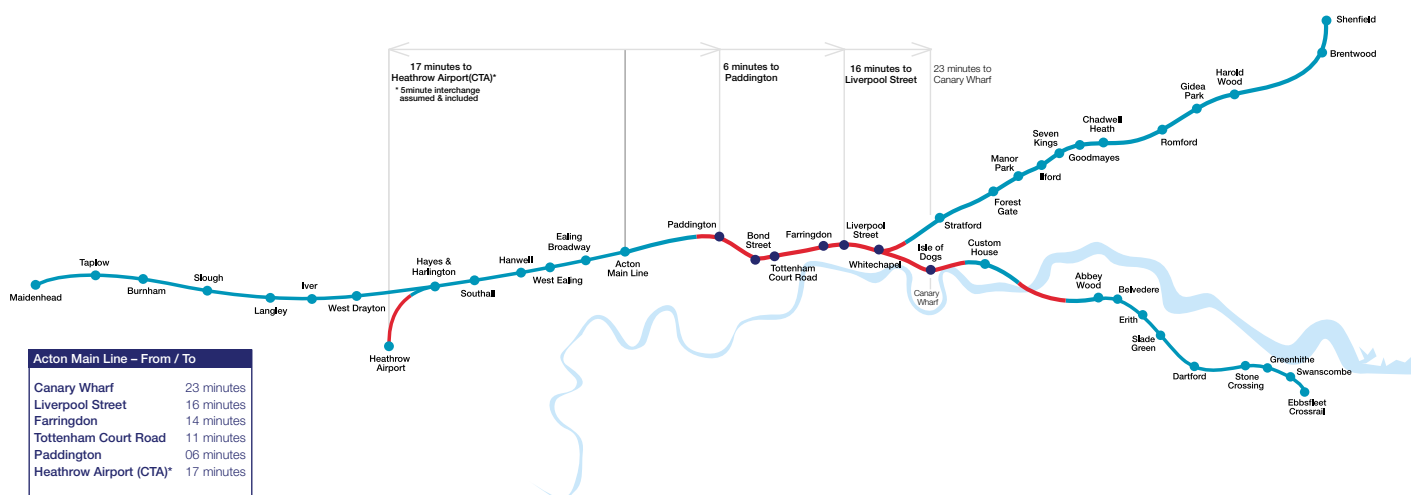 Shenfield
Brentwood
17 minutes to
Heathrow Airport(CTA)*
* 5minute interchange
assumed & included
6 minutes to
Paddington
16 minutes to
Liverpool Street
23 minutes to
Canary Wharf
Harold
Wood
Gidea
Park
Chadwell
Heath
Romford
Seven
Kings
Goodmayes
Manor
Park
Ilford
Forest
Gate
Stratford
Paddington
Bond
Street
Farringdon
Tottenham
Court Road
Liverpool
Street
Whitechapel
Isle of
Dogs
Canary
Wharf
Custom
House
Ealing
Broadway
Acton
Main Line
Hanwell
West Ealing
Hayes &
Harlington
Southall
Taplow
Maidenhead
Burnham
Slough
Langley
Iver
West Drayton
Heathrow
Airport
Abbey
Wood
Belvedere
Erith
Slade
Green
Dartford
Stone
Crossing
Greenhithe
Swanscombe
Ebbsfleet
Crossrail
Acton Main Line – From / To
Canary Wharf 23 minutes
Liverpool Street 16 minutes
Farringdon 14 minutes
Tottenham Court Road 11 minutes
Paddington 06 minutes
Heathrow Airport (CTA)* 17 minutes